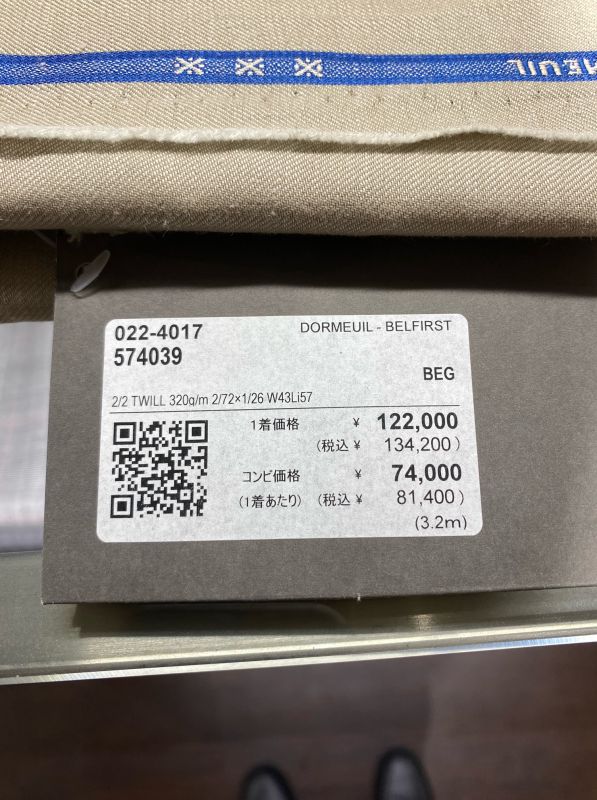 MEUIL
022-4017
DORMEUIL - BELFIRST
574039
BEG
2/2 TWILL 320g/m 2/72×1/26 W43Li57
1着価格 ¥ 122,000
(税込 ¥ 134,200 )
コンビ価格 ¥ 74,000
(1着あたり) (税込 ¥ 81,400 )
(3.2m)